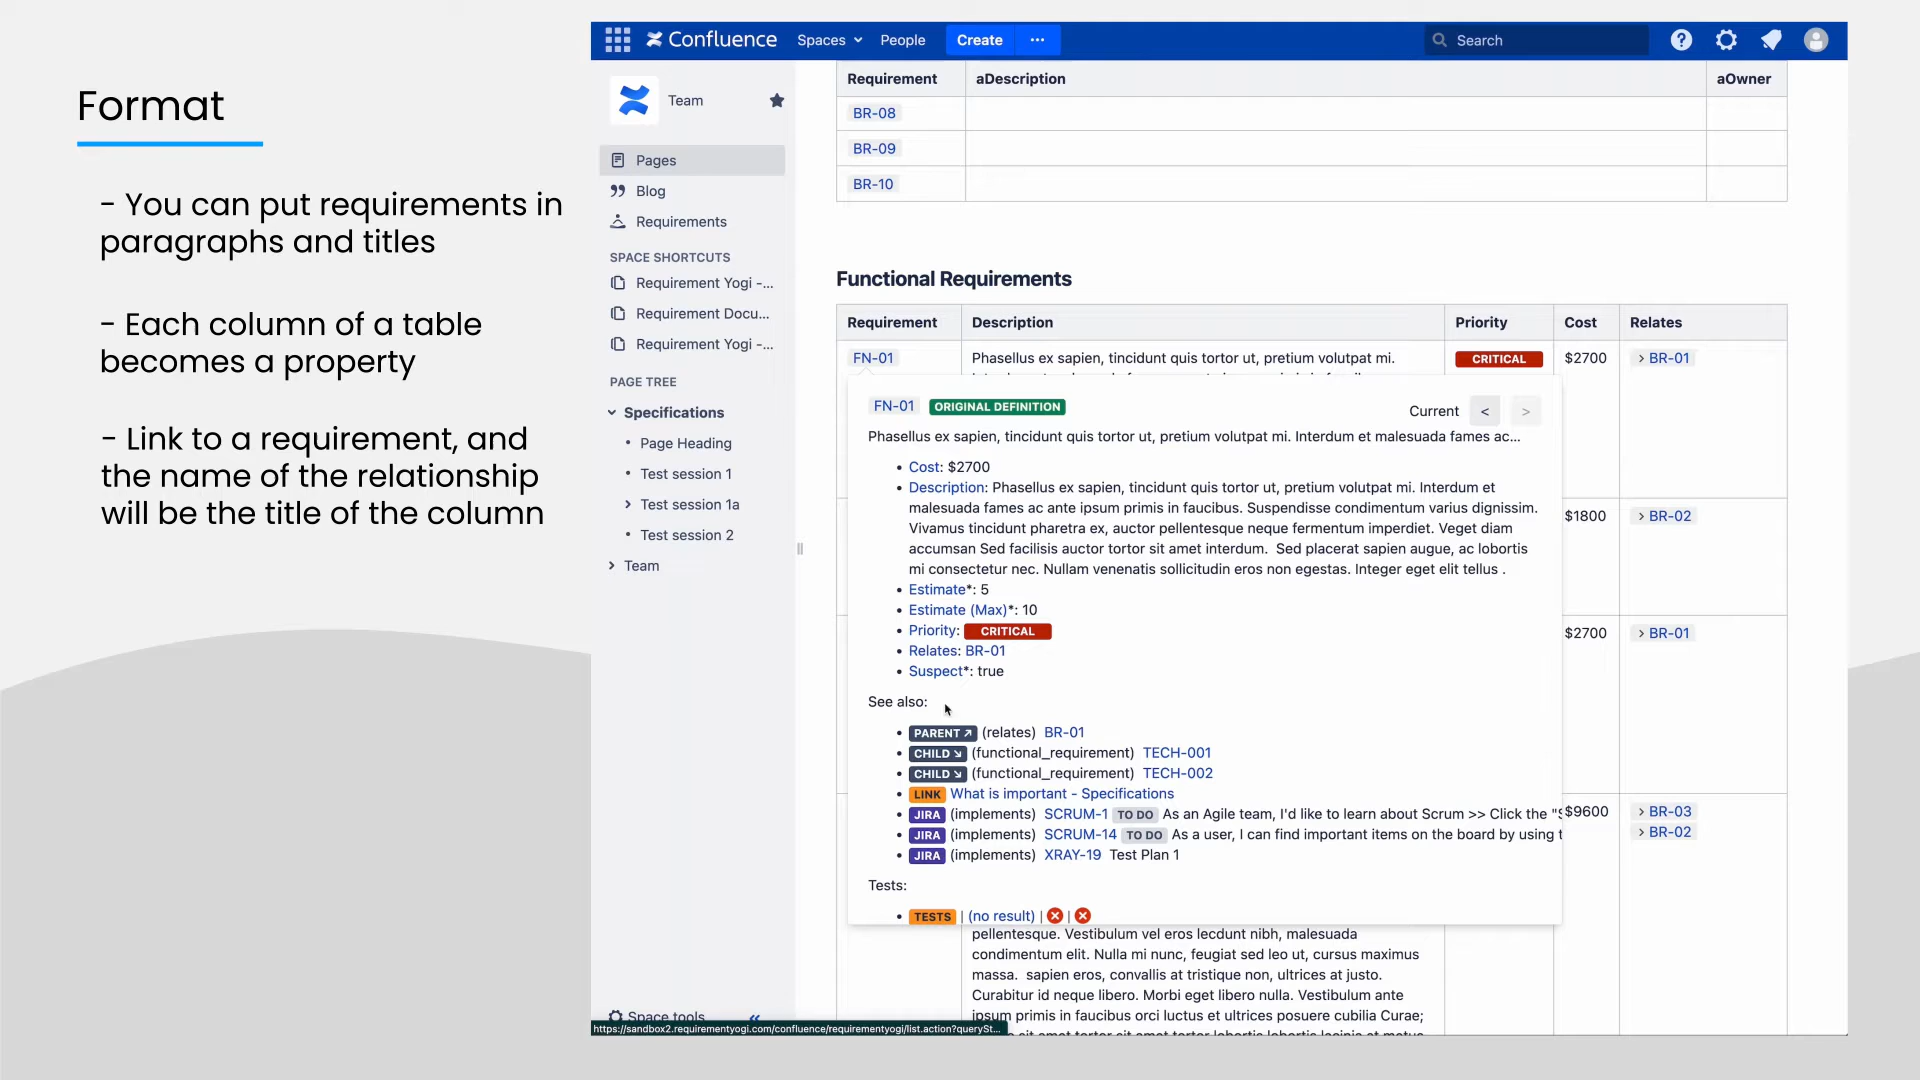 Format
- You can put requirements in
paragraphs and titles
- Each column of a table
becomes a property
- Link to a requirement, and
the name of the relationship
will be the title of the column
Confluence
Spaces
People
Create
Search
Team
Pages
Blog
Requirements
SPACE SHORTCUTS
Requirement Yogi -...
Requirement Docu...
Requirement Yogi -...
PAGE TREE
Specifications
Page Heading
Test session 1
Test session 1a
Test session 2
Team
Space tools
https://sandbox2.requirementyogi.com/confluence/requirementyogi/list.action?querySt...
Requirement aDescription aOwner
BR-08
BR-09
BR-10
Functional Requirements
Requirement Description Priority Cost Relates
FN-01 Phasellus ex sapien, tincidunt quis tortor ut, pretium volutpat mi. CRITICAL $2700 > BR-01
FN-01 ORIGINAL DEFINITION Current < >
Phasellus ex sapien, tincidunt quis tortor ut, pretium volutpat mi. Interdum et malesuada fames ac...
• Cost: $2700
• Description: Phasellus ex sapien, tincidunt quis tortor ut, pretium volutpat mi. Interdum et
malesuada fames ac ante ipsum primis in faucibus. Suspendisse condimentum varius dignissim.
Vivamus tincidunt pharetra ex, auctor pellentesque neque fermentum imperdiet. Veget diam
accumsan Sed facilisis auctor tortor sit amet interdum. Sed placerat sapien augue, ac lobortis
mi consectetur nec. Nullam venenatis sollicitudin eros non egestas. Integer eget elit tellus .
• Estimate*: 5
• Estimate (Max)*: 10
• Priority: CRITICAL
• Relates: BR-01
• Suspect*: true
See also:
• PARENT ↗ (relates) BR-01
• CHILD ↘ (functional_requirement) TECH-001
• CHILD ↘ (functional_requirement) TECH-002
• LINK What is important - Specifications
• JIRA (implements) SCRUM-1 TO DO As an Agile team, I'd like to learn about Scrum >> Click the "S
• JIRA (implements) SCRUM-14 TO DO As a user, I can find important items on the board by using t
• JIRA (implements) XRAY-19 Test Plan 1
Tests:
• TESTS | (no result) | |
$1800 > BR-02
$2700 > BR-01
$9600 > BR-03
> BR-02
pellentesque. Vestibulum vel eros lecdunt nibh, malesuada
condimentum elit. Nulla mi nunc, feugiat sed leo ut, cursus maximus
massa. sapien eros, convallis at tristique non, ultrices at justo.
Curabitur id neque libero. Morbi eget libero nulla. Vestibulum ante
ipsum primis in faucibus orci luctus et ultrices posuere cubilia Curae;